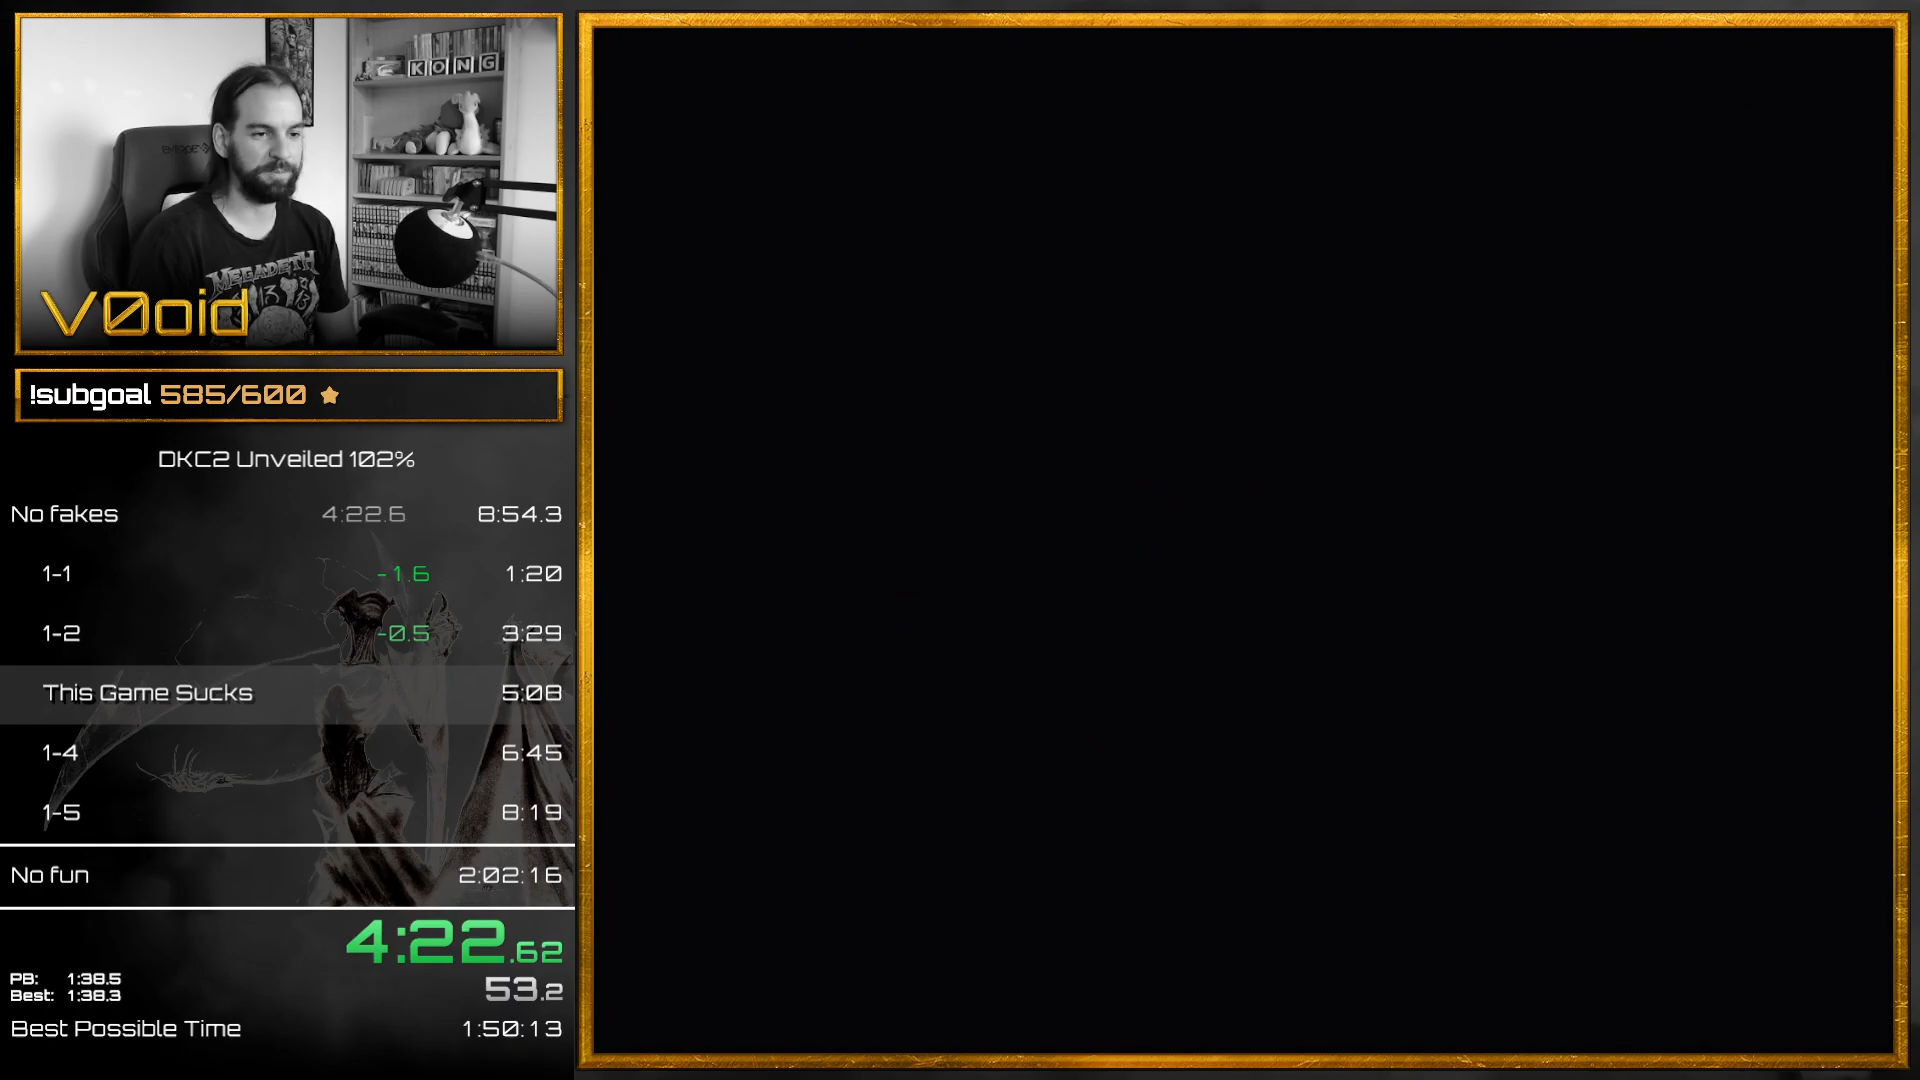 KONG
EMERGE
MEGADETH
13
V0oid
!subgoal 585/600
DKC2 Unveiled 102%
No fakes 4:22.6 8:54.3
1-1 -1.6 1:20
1-2 -0.5 3:29
This Game Sucks 5:08
1-4 6:45
1-5 8:19
No fun 2:02:16
4:22.62
PB: 1:38.5
53.2
Best: 1:38.3
Best Possible Time 1:50:13